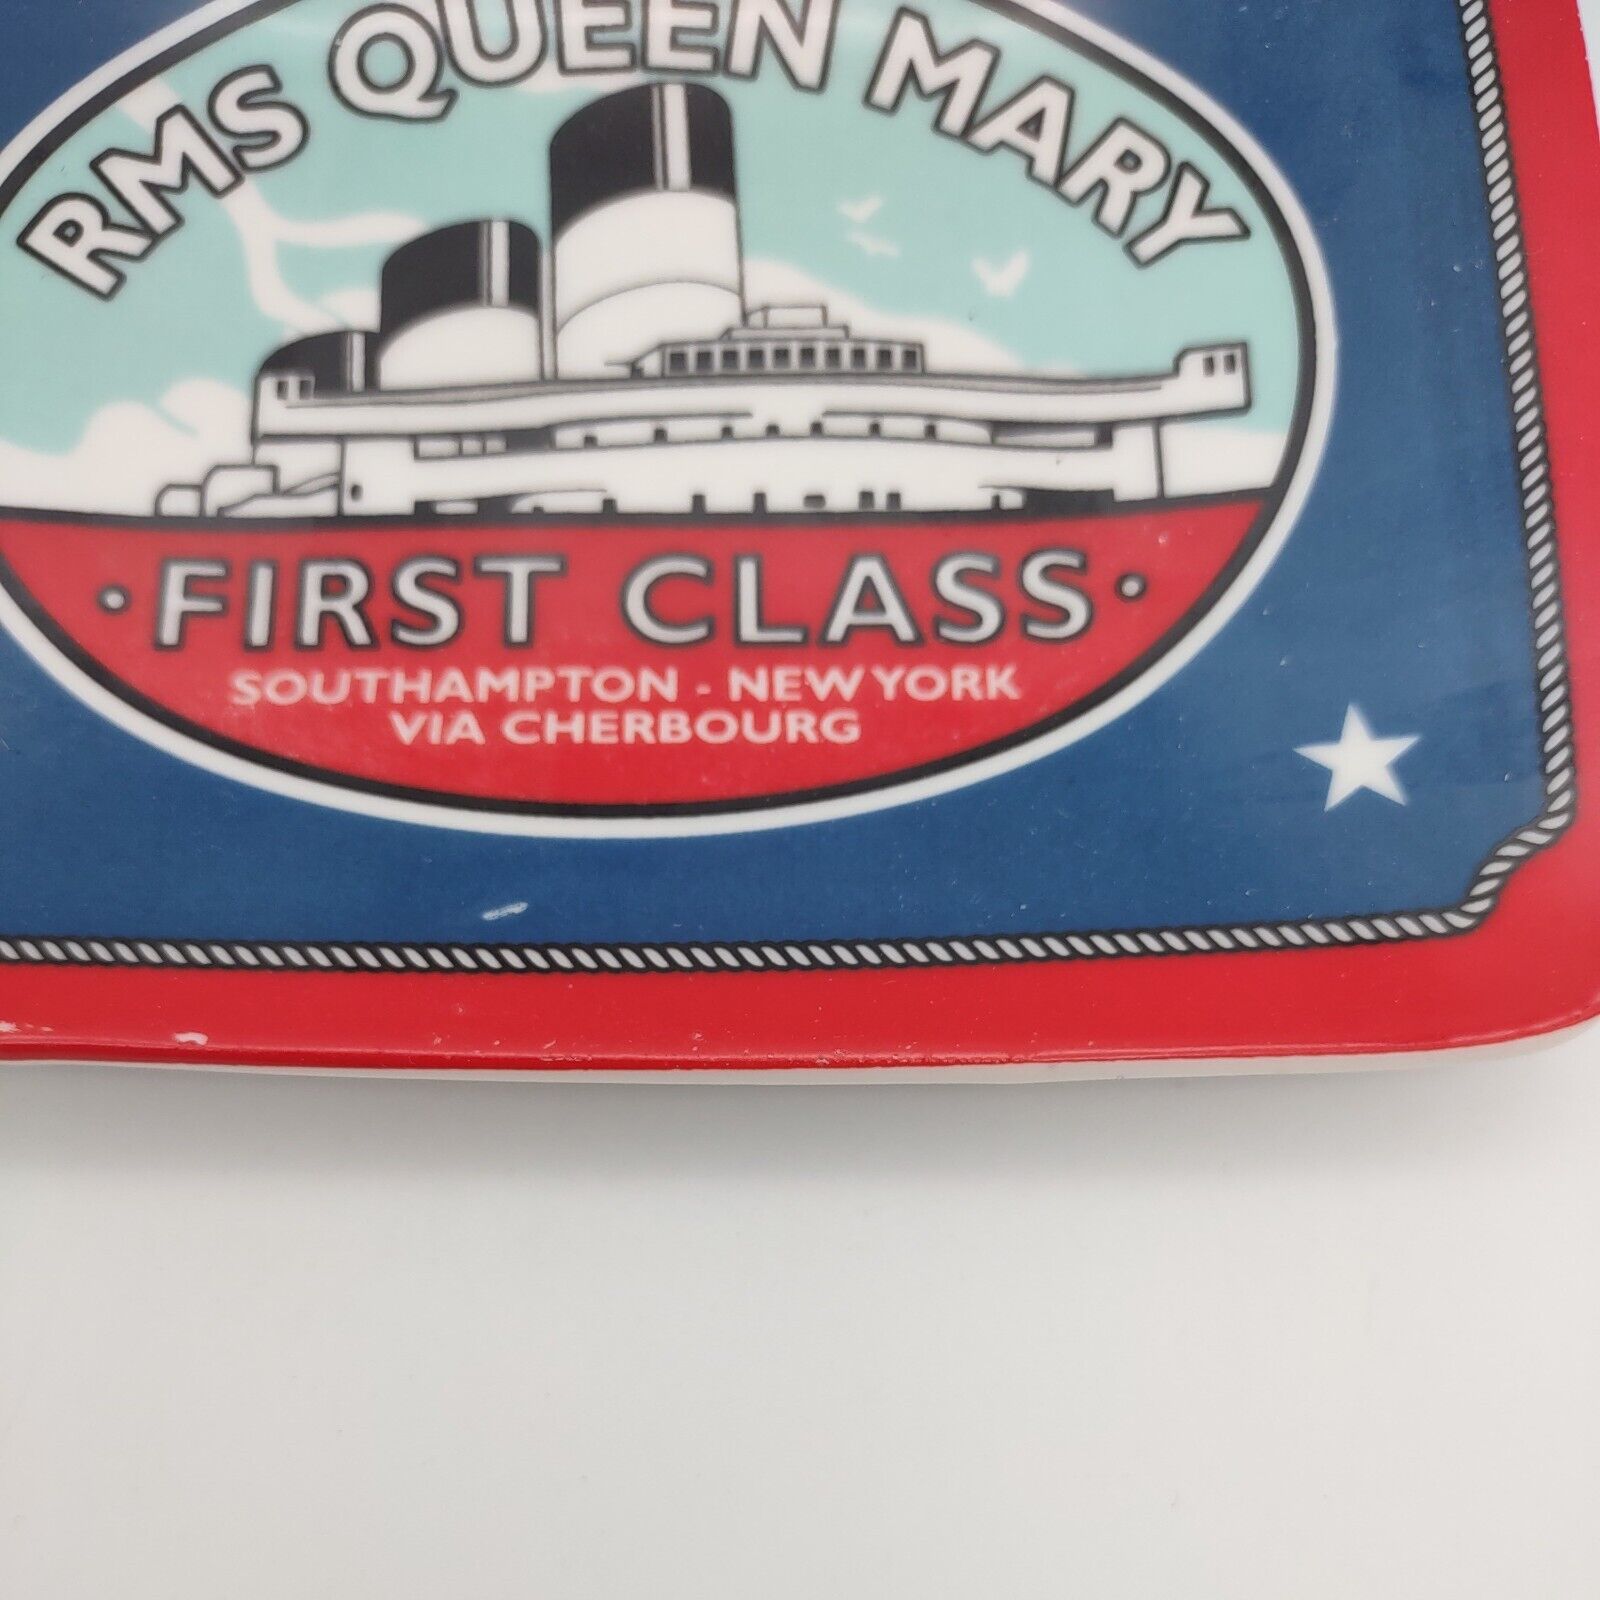 RMS QUEEN MARY
· FIRST CLASS ·
SOUTHAMPTON - NEW YORK
VIA CHERBOURG